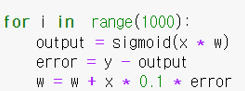 for i in  range(1000):
    output = sigmoid(x * w)
    error = y - output
    w = w + x * 0.1 * error